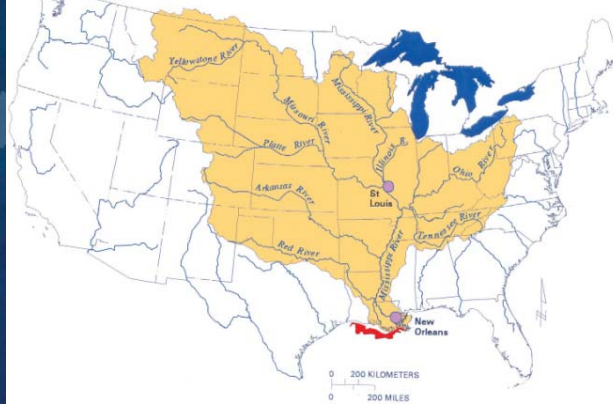 Yellowstone River
Missouri River
Mississippi River
Platte River
Illinois R.
Ohio River
St
Louis
Arkansas River
Tennessee River
Red River
Mississippi River
New
Orleans
0 200 KILOMETERS
0 200 MILES